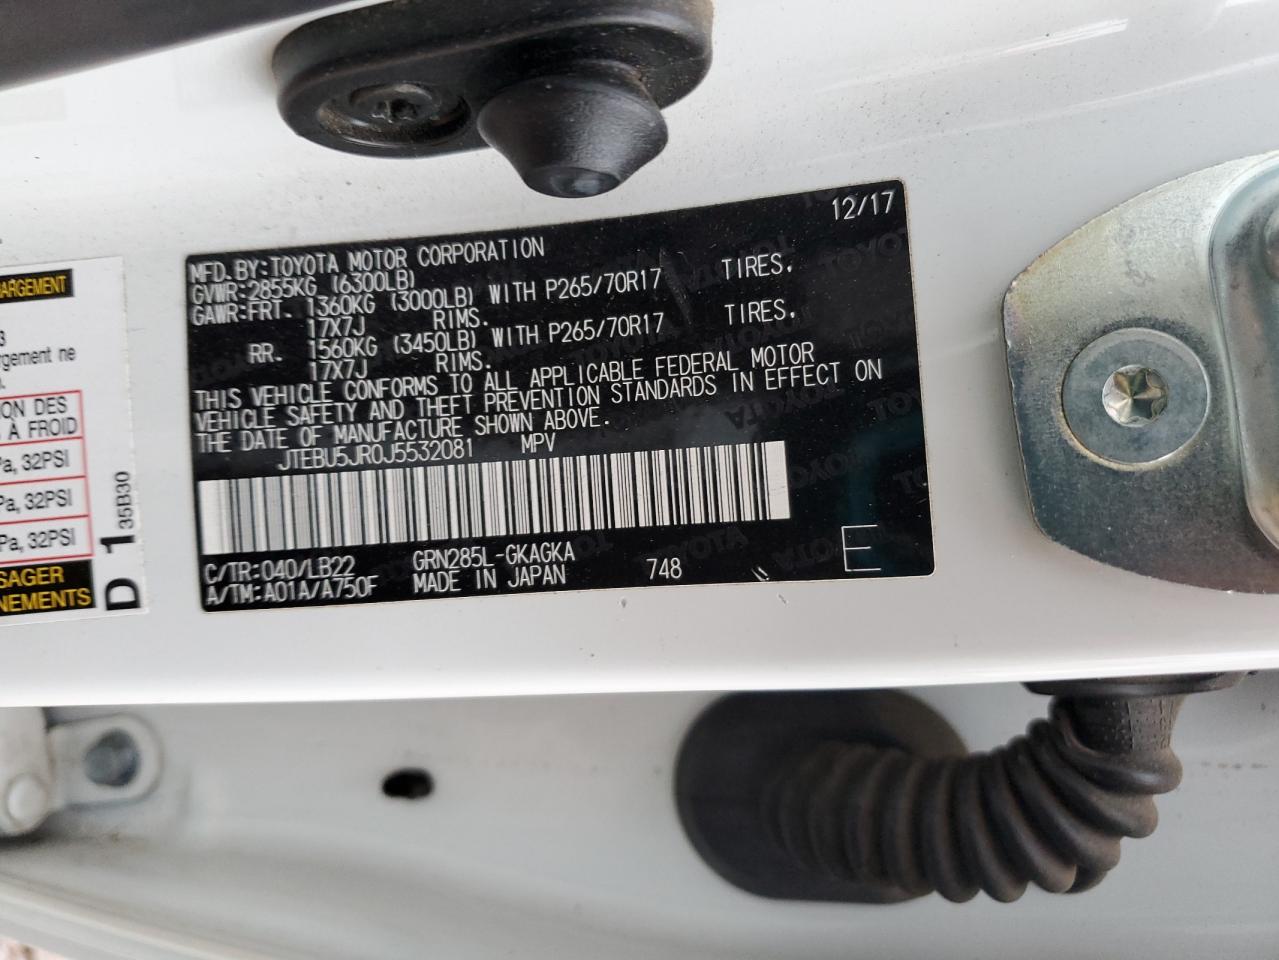 12/17
MFD.BY:TOYOTA MOTOR CORPORATION
GVWR:2855KG (6300LB)
GAWR:FRT. 1360KG (3000LB) WITH P265/70R17 TIRES,
17X7J RIMS.
RR. 1560KG (3450LB) WITH P265/70R17 TIRES,
17X7J RIMS.
THIS VEHICLE CONFORMS TO ALL APPLICABLE FEDERAL MOTOR
VEHICLE SAFETY AND THEFT PREVENTION STANDARDS IN EFFECT ON
THE DATE OF MANUFACTURE SHOWN ABOVE.
JTEBU5JR0J5532081 MPV
C/TR:040/LB22 GRN285L-GKAGKA
A/TM:A01A/A750F MADE IN JAPAN 748
E
ARGEMENT
3
rgement ne
n.
ION DES
À FROID
Pa, 32PSI
Pa, 32PSI
Pa, 32PSI
SAGER
NEMENTS
D 1 35B30